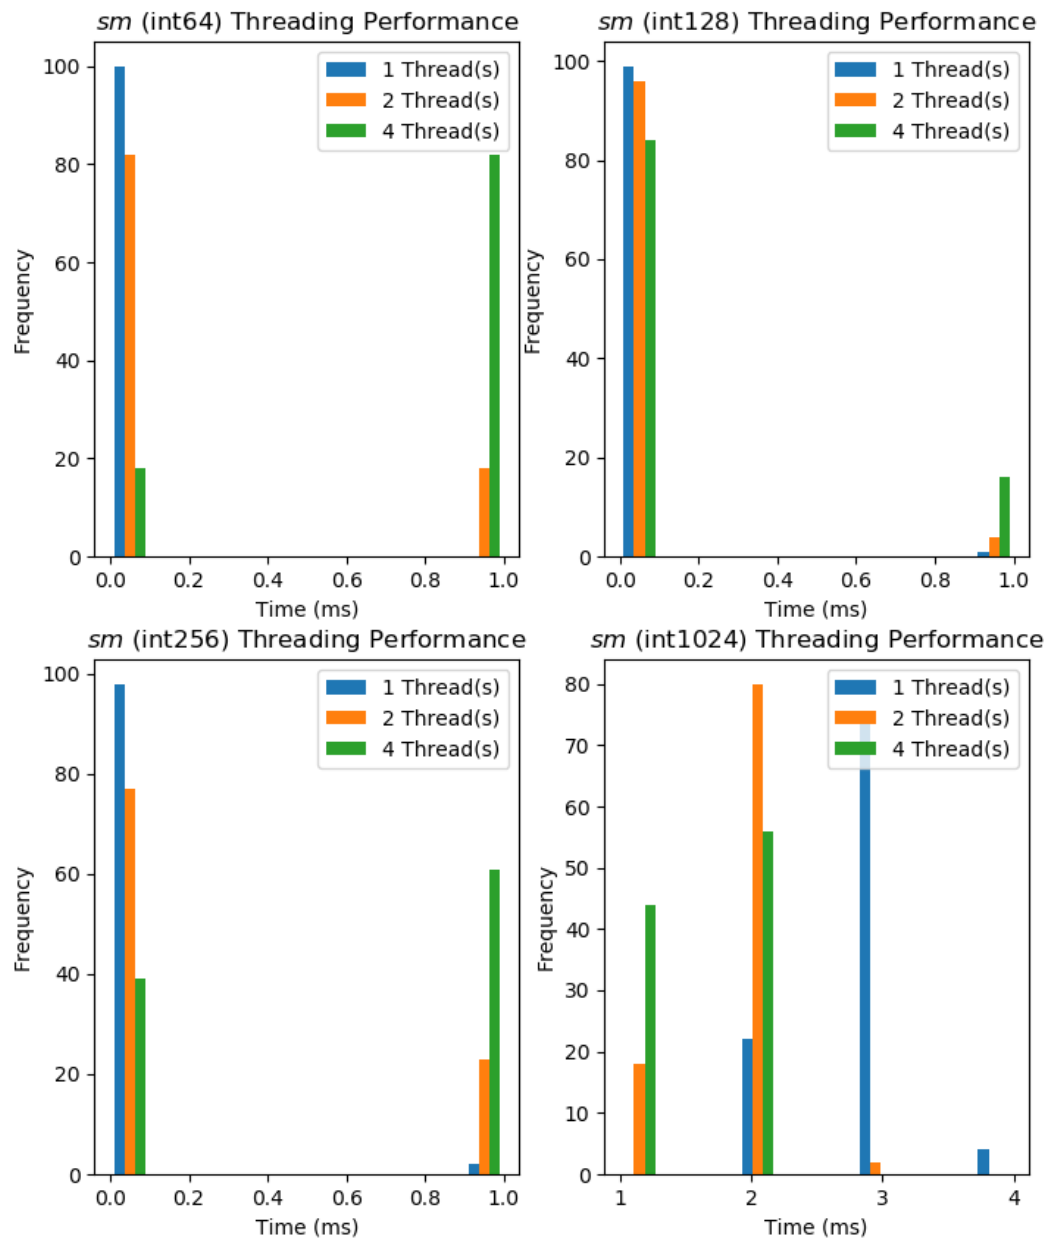 sm (int64) Threading Performance
1 Thread(s)
2 Thread(s)
4 Thread(s)
100
80
60
40
20
0
Frequency
0.0 0.2 0.4 0.6 0.8 1.0
Time (ms)
sm (int128) Threading Performance
1 Thread(s)
2 Thread(s)
4 Thread(s)
100
80
60
40
20
0
Frequency
0.0 0.2 0.4 0.6 0.8 1.0
Time (ms)
sm (int256) Threading Performance
1 Thread(s)
2 Thread(s)
4 Thread(s)
100
80
60
40
20
0
Frequency
0.0 0.2 0.4 0.6 0.8 1.0
Time (ms)
sm (int1024) Threading Performance
1 Thread(s)
2 Thread(s)
4 Thread(s)
80
70
60
50
40
30
20
10
0
Frequency
1 2 3 4
Time (ms)